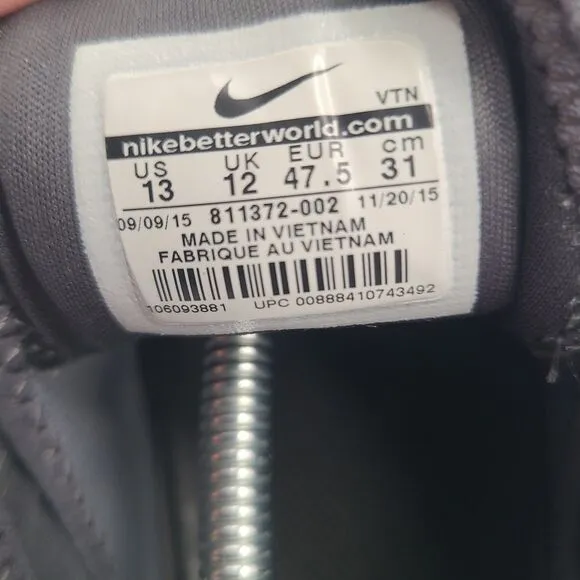 VTN
nikebetterworld.com
US UK EUR cm
13 12 47.5 31
09/09/15 811372-002 11/20/15
MADE IN VIETNAM
FABRIQUE AU VIETNAM
106093881 UPC 00888410743492